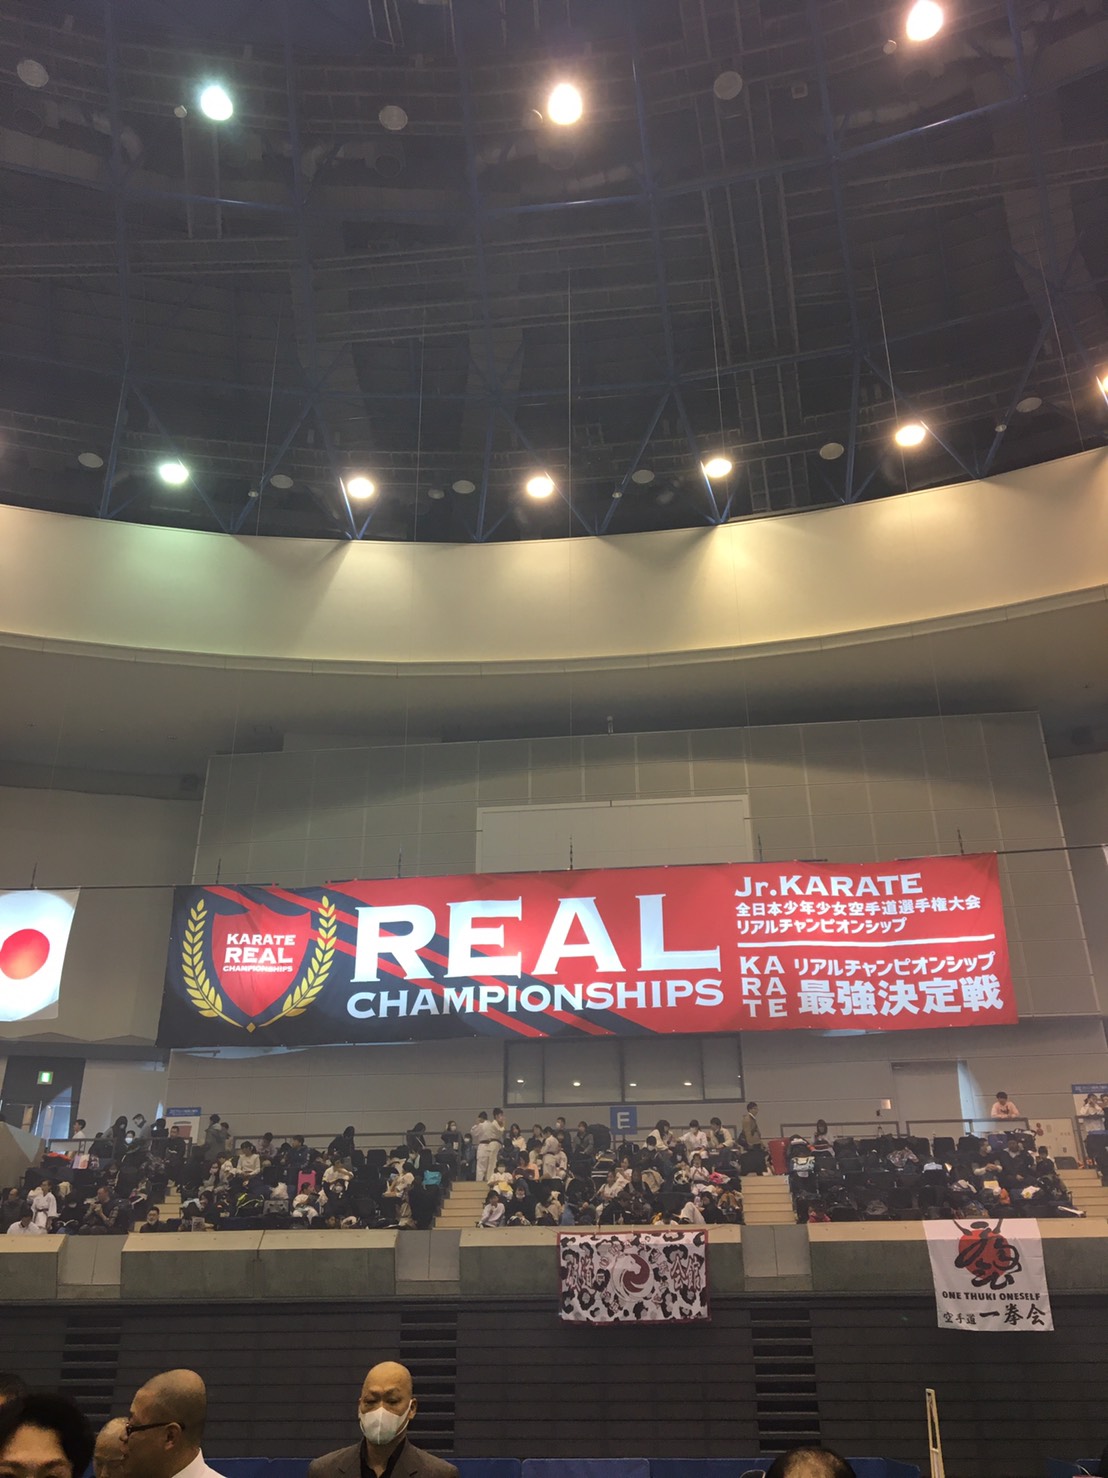 KARATE
REAL
CHAMPIONSHIPS
REAL
CHAMPIONSHIPS
Jr.KARATE
全日本少年少女空手道選手権大会
リアルチャンピオンシップ
KA
RA
TE
リアルチャンピオンシップ
最強決定戦
E
ONE THUKI ONESELF
空手道 一拳会